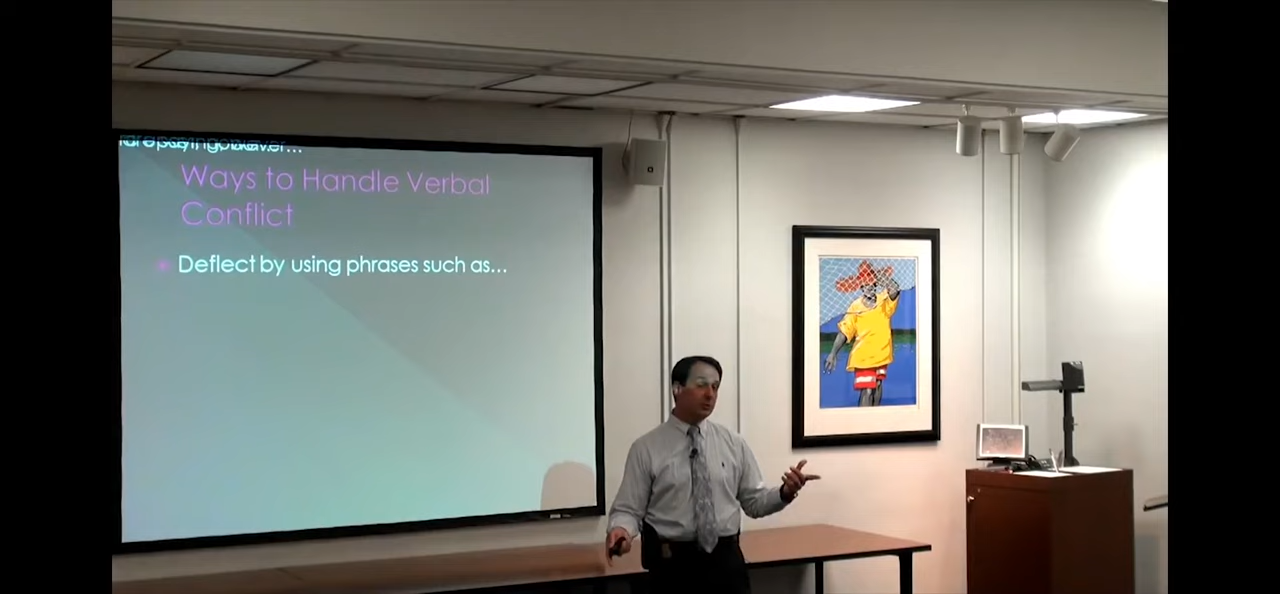 Ways to Handle Verbal
Conflict
Deflect by using phrases such as...